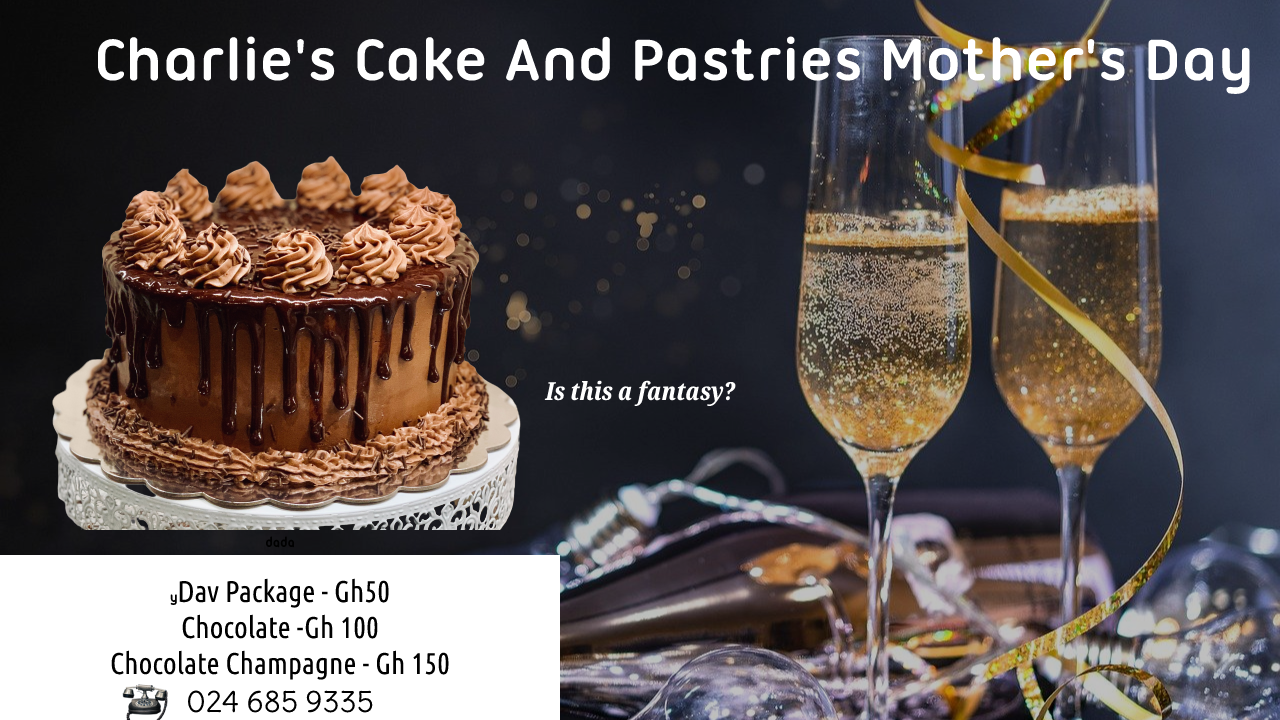 Charlie's Cake And Pastries Mother's Day
Is this a fantasy?
dada
yDav Package - Gh50
Chocolate -Gh 100
Chocolate Champagne - Gh 150
024 685 9335